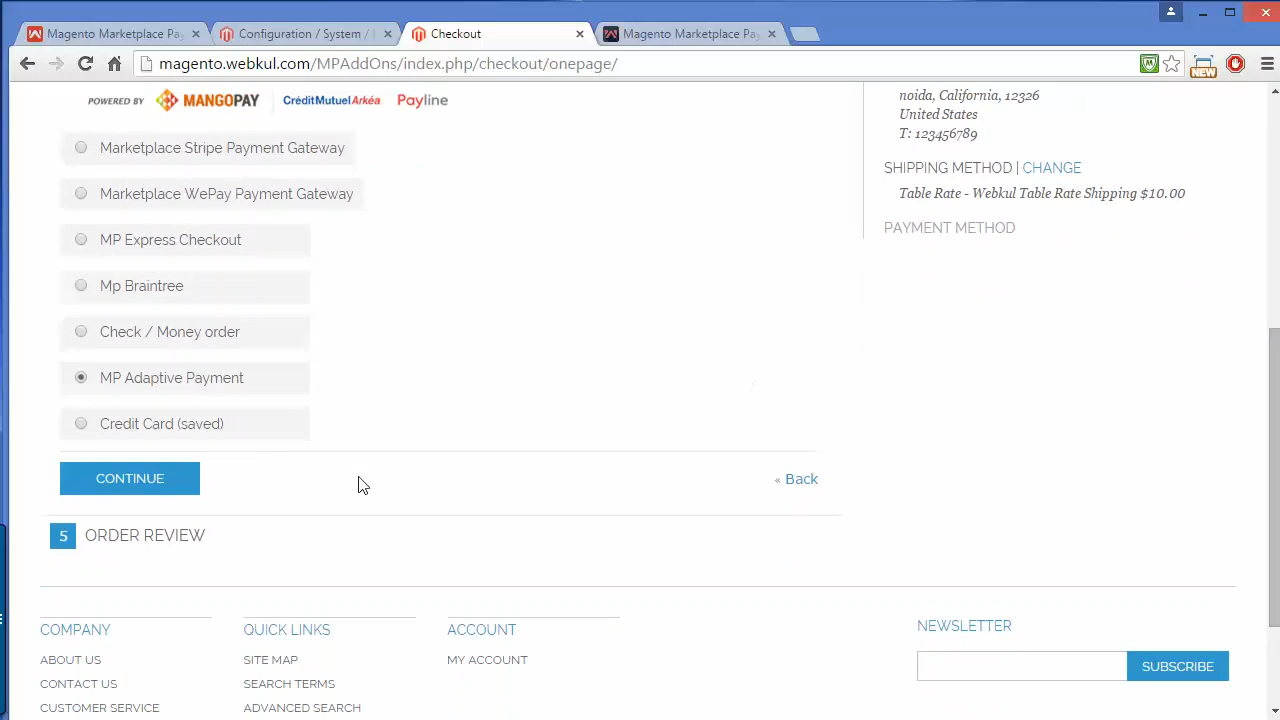 Magento Marketplace Pa
Configuration / System /
Checkout
Magento Marketplace Pa
magento.webkul.com/MPAddOns/index.php/checkout/onepage/
NEW
POWERED BY MANGOPAY CréditMutuel Arkéa Payline
Marketplace Stripe Payment Gateway
Marketplace WePay Payment Gateway
MP Express Checkout
Mp Braintree
Check / Money order
MP Adaptive Payment
Credit Card (saved)
CONTINUE
« Back
5 ORDER REVIEW
noida, California, 12326
United States
T: 123456789
SHIPPING METHOD | CHANGE
Table Rate - Webkul Table Rate Shipping $10.00
PAYMENT METHOD
COMPANY
ABOUT US
CONTACT US
CUSTOMER SERVICE
QUICK LINKS
SITE MAP
SEARCH TERMS
ADVANCED SEARCH
ACCOUNT
MY ACCOUNT
NEWSLETTER
SUBSCRIBE